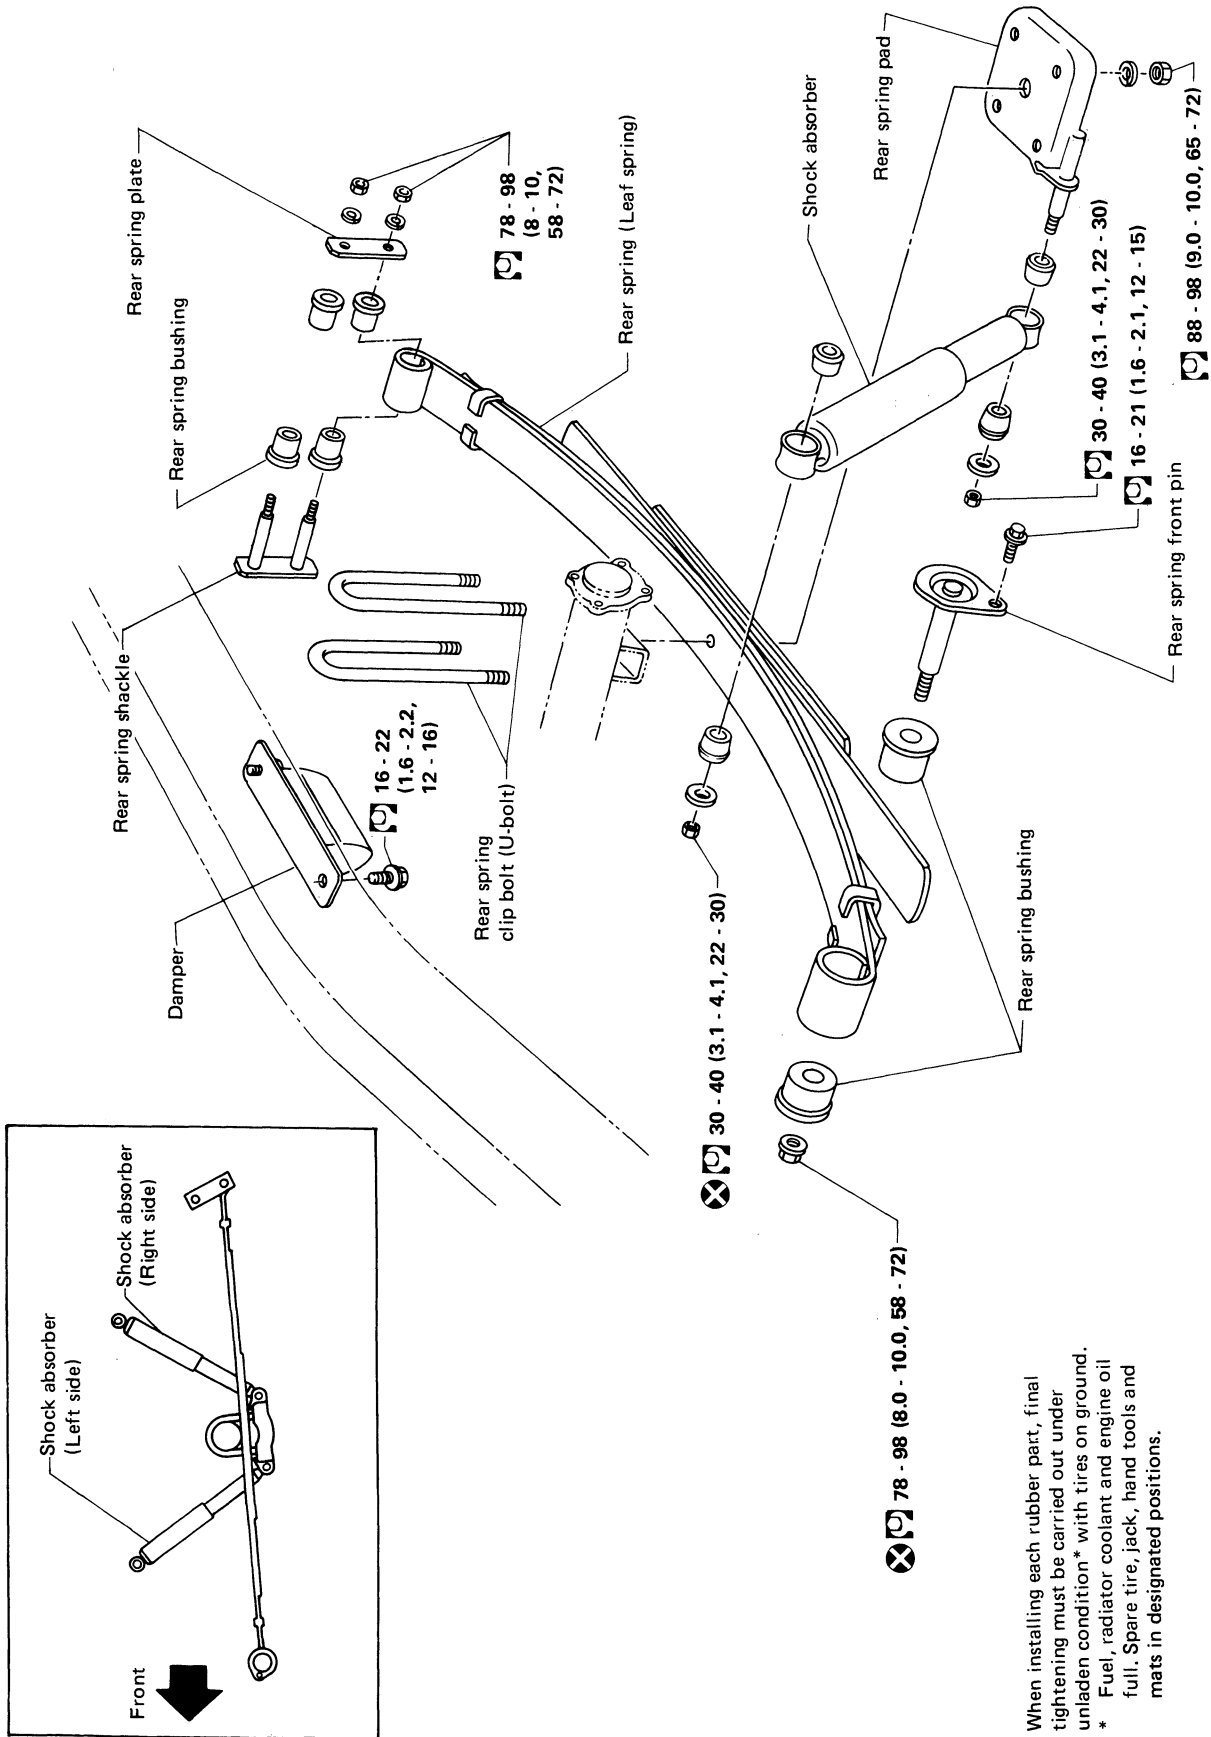 Shock absorber
(Left side)
Shock absorber
(Right side)
Front
Rear spring plate
Rear spring bushing
Rear spring shackle
Damper
78 - 98
(8 - 10,
58 - 72)
16 - 22
(1.6 - 2.2,
12 - 16)
Rear spring
clip bolt (U-bolt)
Rear spring (Leaf spring)
Shock absorber
Rear spring pad
30 - 40 (3.1 - 4.1, 22 - 30)
88 - 98 (9.0 - 10.0, 65 - 72)
30 - 40 (3.1 - 4.1, 22 - 30)
16 - 21 (1.6 - 2.1, 12 - 15)
Rear spring front pin
Rear spring bushing
78 - 98 (8.0 - 10.0, 58 - 72)
When installing each rubber part, final
tightening must be carried out under
unladen condition* with tires on ground.
* Fuel, radiator coolant and engine oil
full. Spare tire, jack, hand tools and
mats in designated positions.